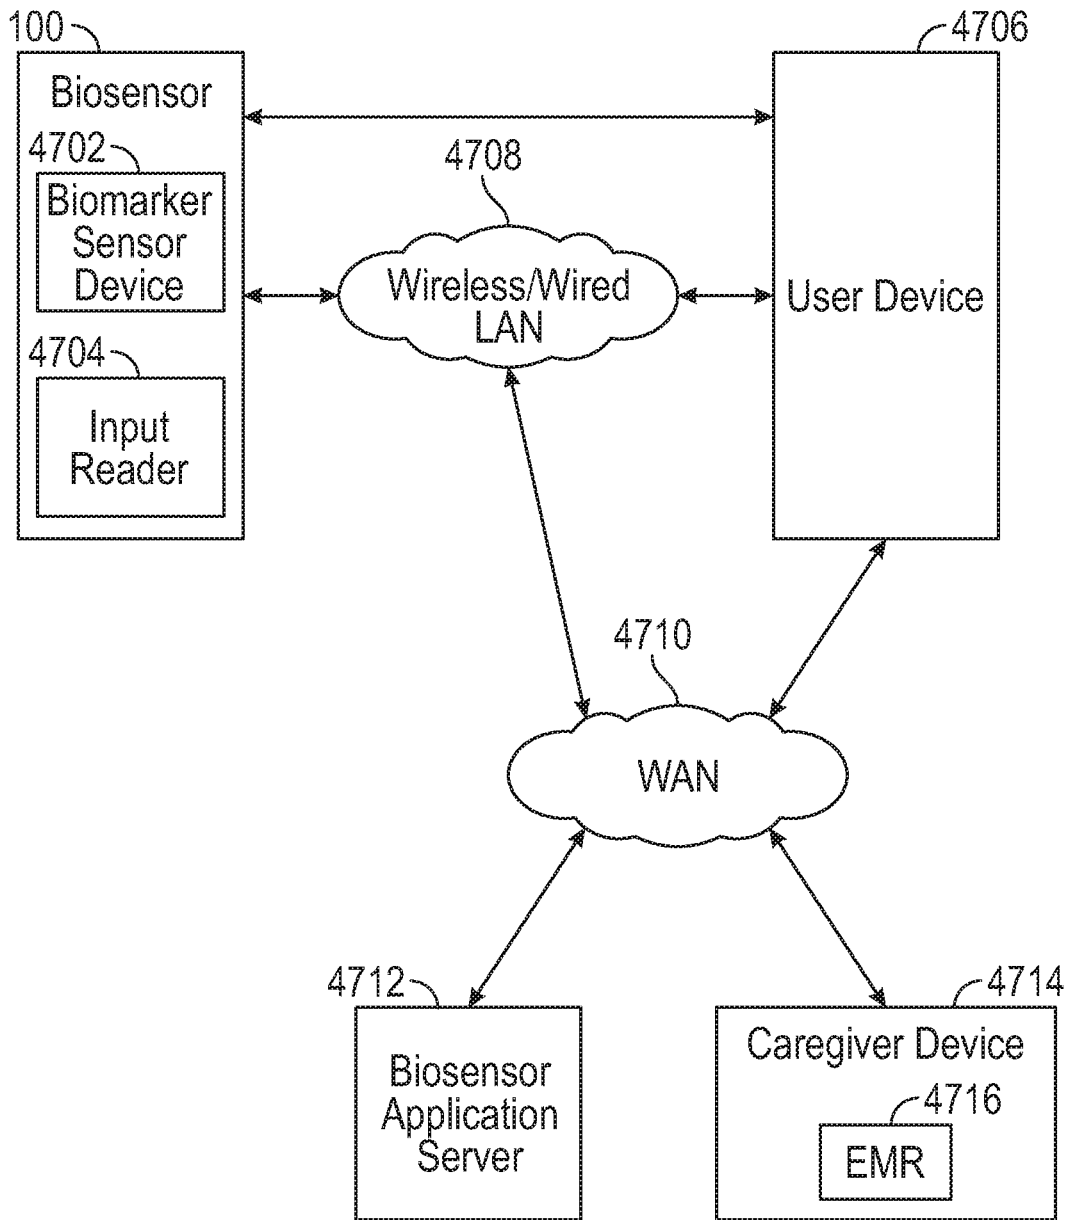 100
4706
Biosensor
4702
Biomarker
Sensor
Device
4708
Wireless/Wired
LAN
User Device
4704
Input
Reader
4710
WAN
4712
4714
Biosensor
Application
Server
Caregiver Device
4716
EMR